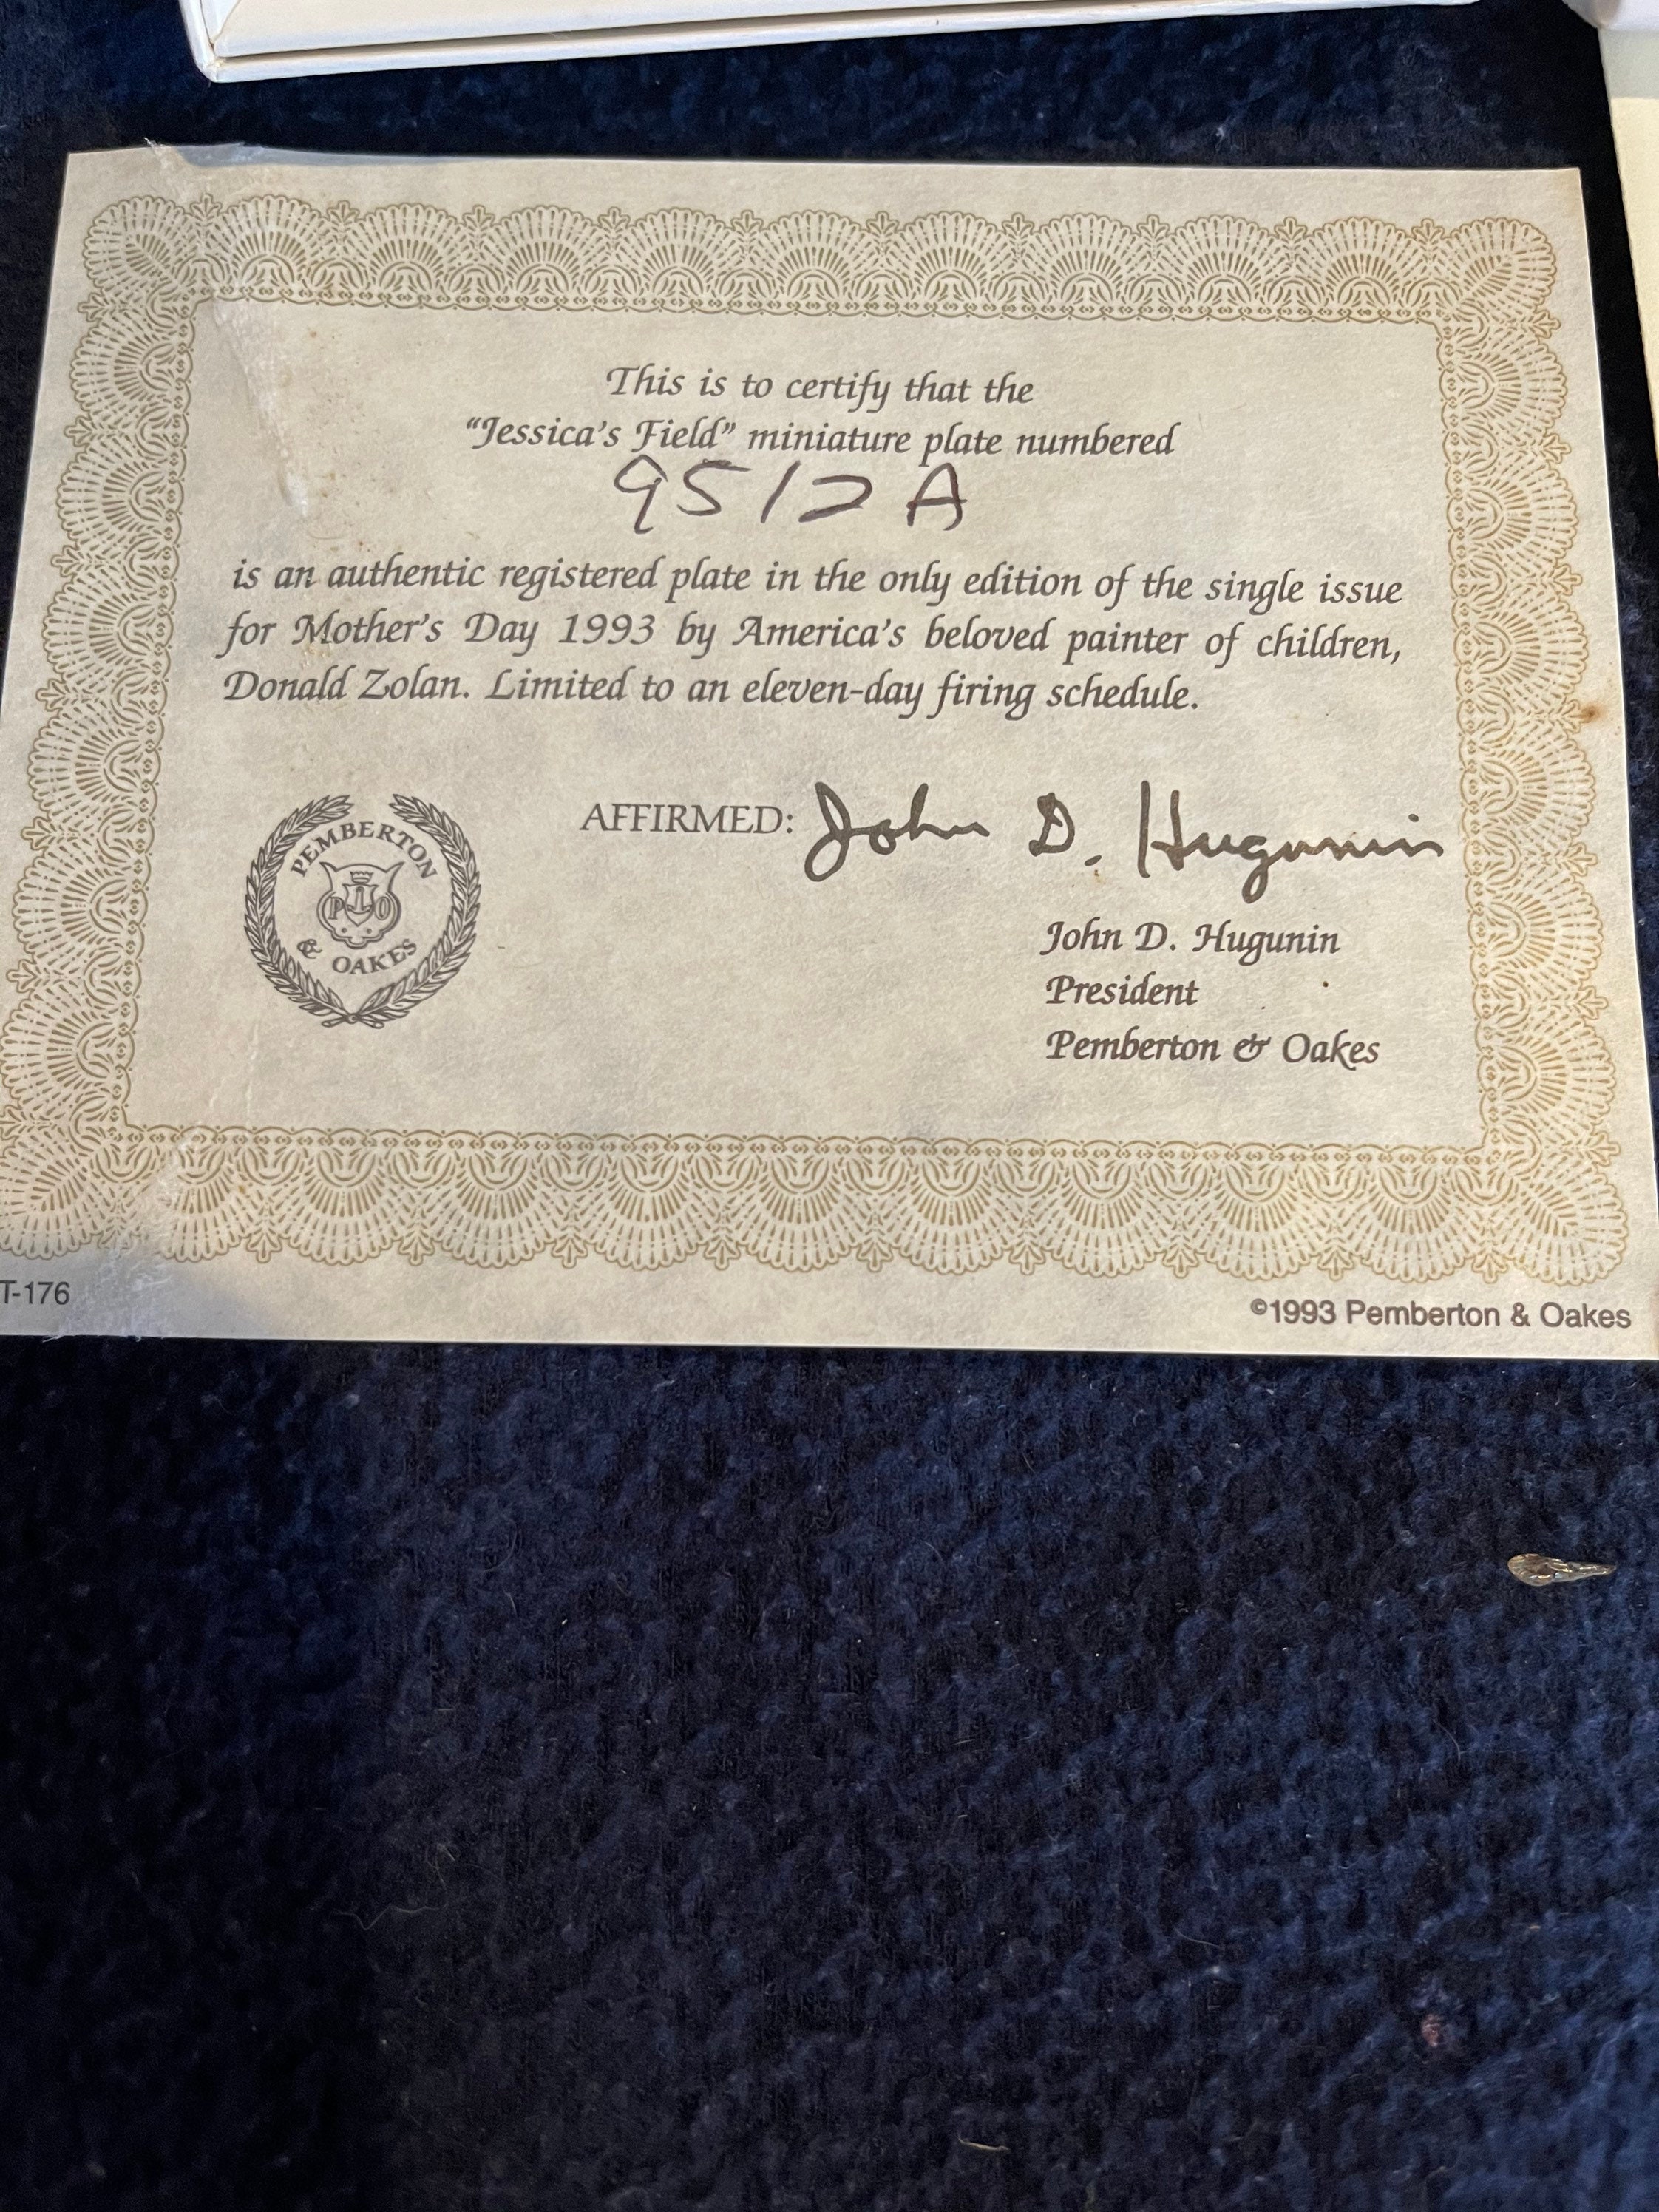 This is to certify that the
“Jessica's Field” miniature plate numbered
9512 A
is an authentic registered plate in the only edition of the single issue
for Mother's Day 1993 by America's beloved painter of children,
Donald Zolan. Limited to an eleven-day firing schedule.
AFFIRMED: John D. Hugunin
PEMBERTON
P&O
& OAKES
John D. Hugunin
President
Pemberton & Oakes
T-176
©1993 Pemberton & Oakes